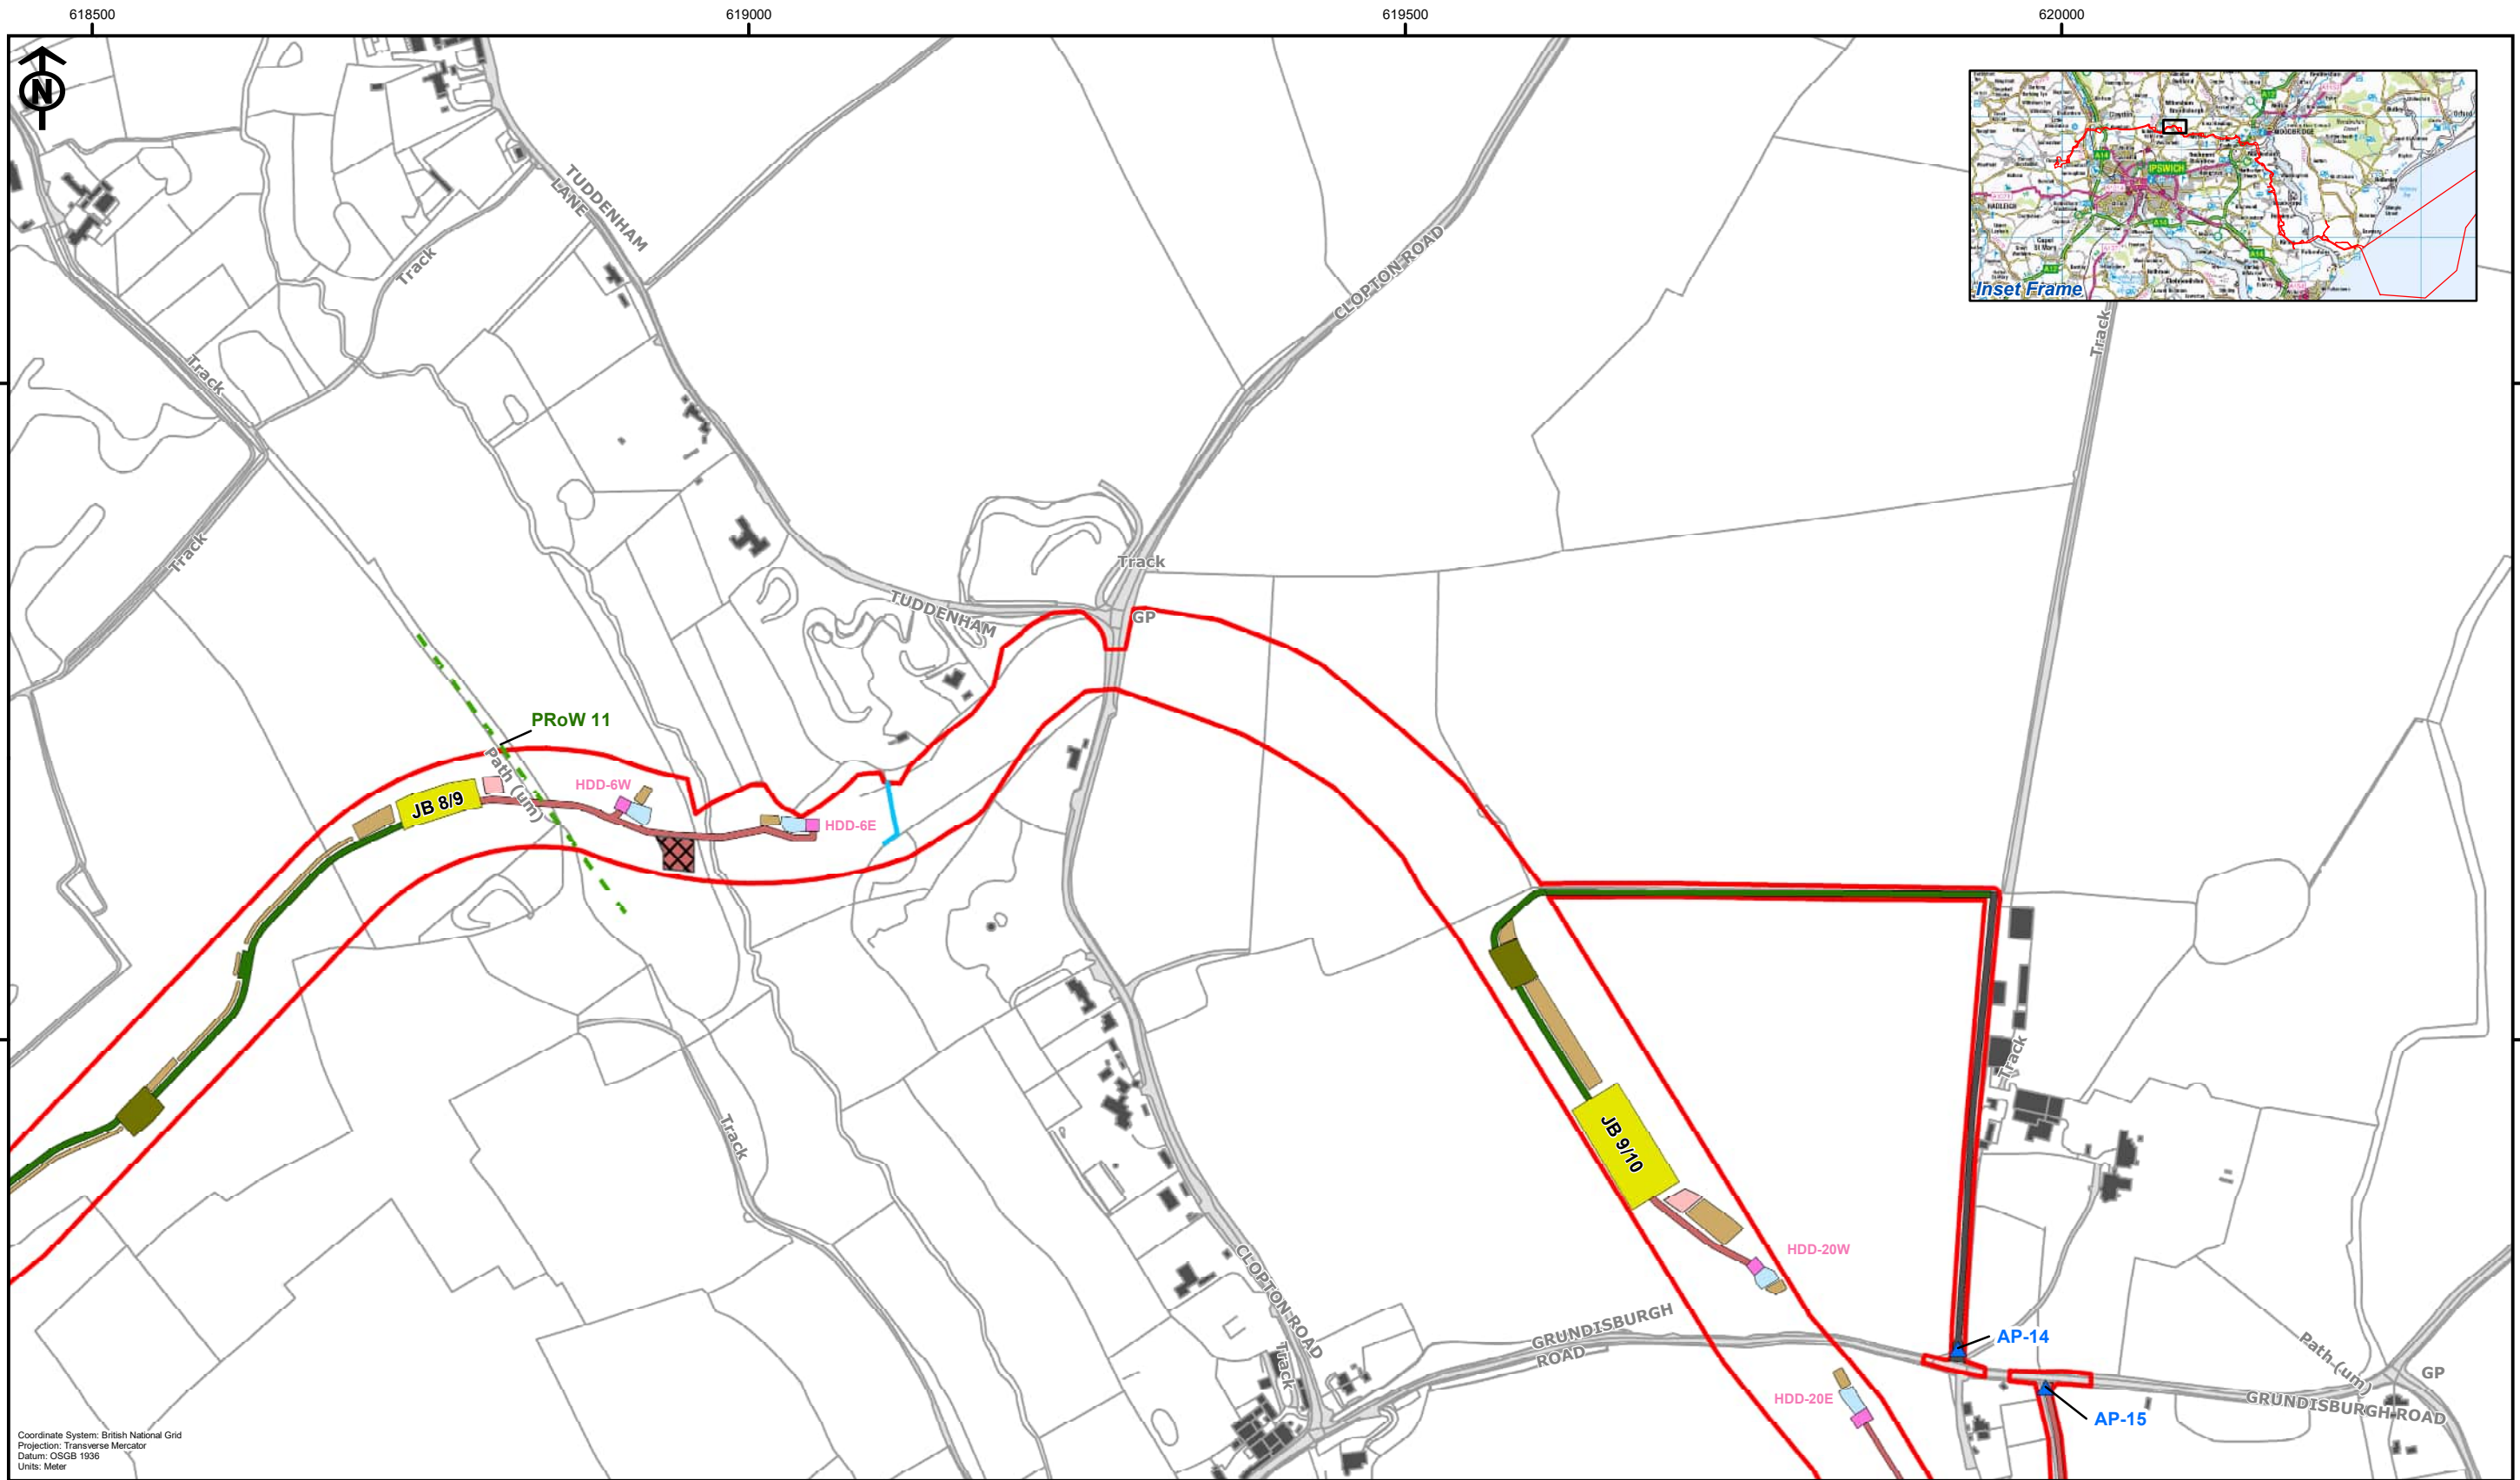 618500
619000
619500
620000
N
IPSWICH
WOODBRIDGE
HADLEIGH
Inset Frame
TUDDENHAM
LANE
Track
CLOPTON ROAD
Track
Track
Track
Track
TUDDENHAM
GP
PRoW 11
Path (um)
HDD-6W
JB 8/9
HDD-6E
Track
Track
JB 9/10
CLOPTON ROAD
Track
HDD-20W
GRUNDISBURGH
ROAD
AP-14
Path (um)
GP
HDD-20E
GRUNDISBURGH ROAD
AP-15
Coordinate System: British National Grid
Projection: Transverse Mercator
Datum: OSGB 1936
Units: Meter